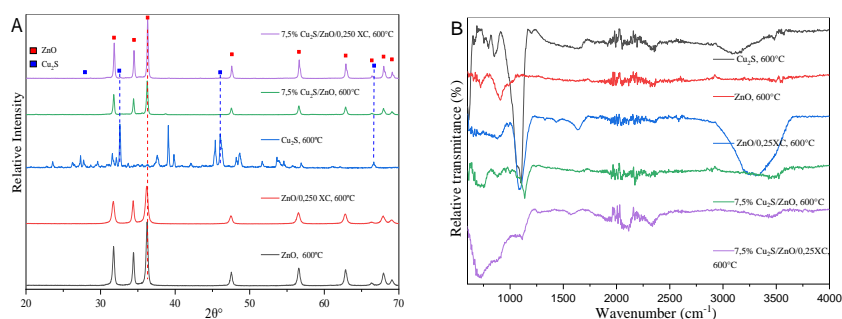 A
ZnO
Cu₂S
7,5% Cu₂S/ZnO/0,250 XC, 600°C
7,5% Cu₂S/ZnO, 600°C
Cu₂S, 600ºC
ZnO/0,250 XC, 600ºC
ZnO, 600ºC
Relative Intensity
20 30 40 50 60 70
2θ°
B
Cu₂S, 600°C
ZnO, 600°C
ZnO/0,25XC, 600°C
7,5% Cu₂S/ZnO, 600°C
7,5% Cu₂S/ZnO/0,25XC,
600°C
Relative transmitance (%)
1000 1500 2000 2500 3000 3500 4000
Wavenumber (cm⁻¹)